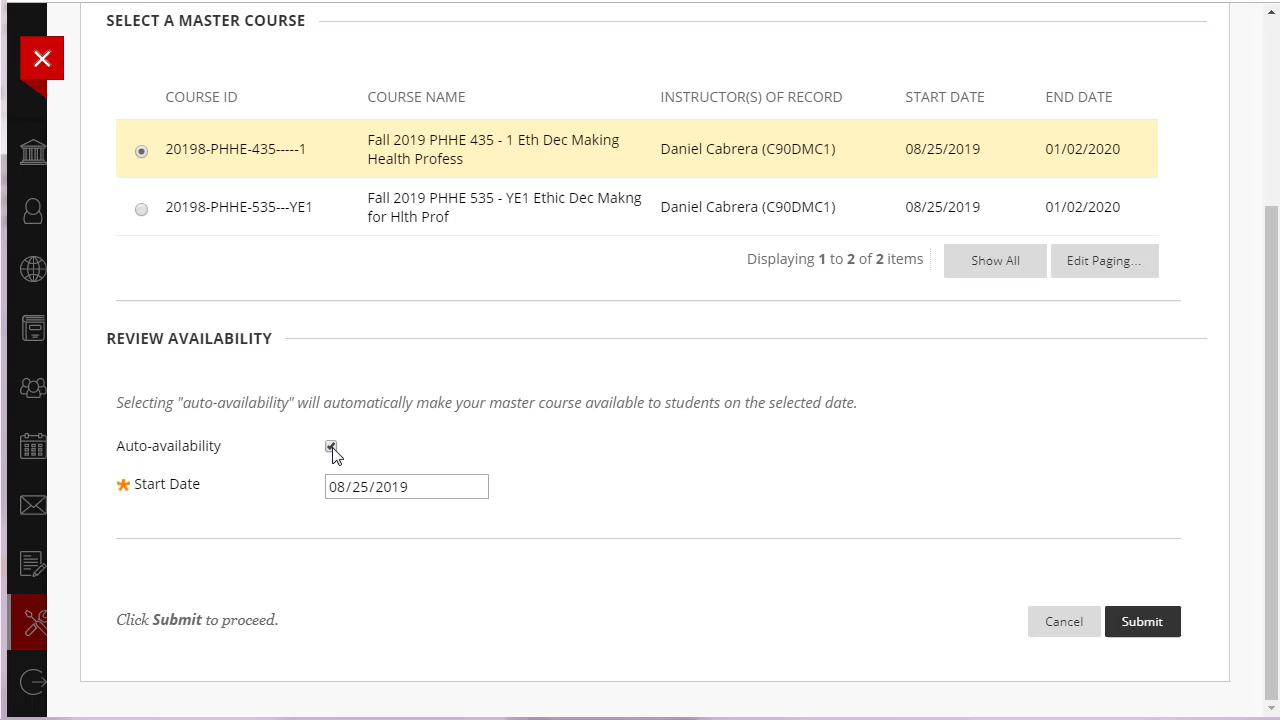 SELECT A MASTER COURSE
COURSE ID COURSE NAME INSTRUCTOR(S) OF RECORD START DATE END DATE
20198-PHHE-435-----1 Fall 2019 PHHE 435 - 1 Eth Dec Making Health Profess Daniel Cabrera (C90DMC1) 08/25/2019 01/02/2020
20198-PHHE-535---YE1 Fall 2019 PHHE 535 - YE1 Ethic Dec Makng for Hlth Prof Daniel Cabrera (C90DMC1) 08/25/2019 01/02/2020
Displaying 1 to 2 of 2 items Show All Edit Paging...
REVIEW AVAILABILITY
Selecting "auto-availability" will automatically make your master course available to students on the selected date.
Auto-availability
Start Date 08/25/2019
Click Submit to proceed. Cancel Submit